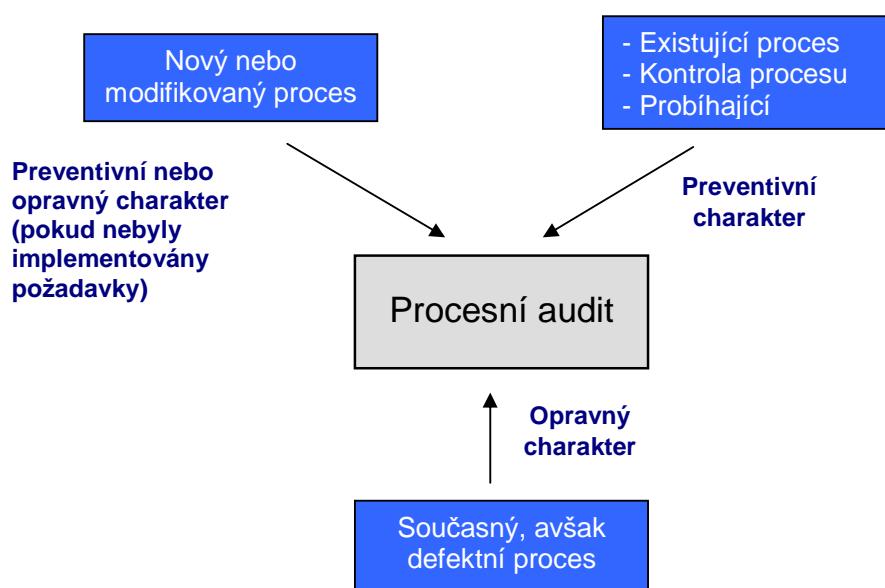 Nový nebo
modifikovaný proces
- Existující proces
- Kontrola procesu
- Probíhající
Preventivní nebo
opravný charakter
(pokud nebyly
implementovány
požadavky)
Preventivní
charakter
Procesní audit
Opravný
charakter
Současný, avšak
defektní proces